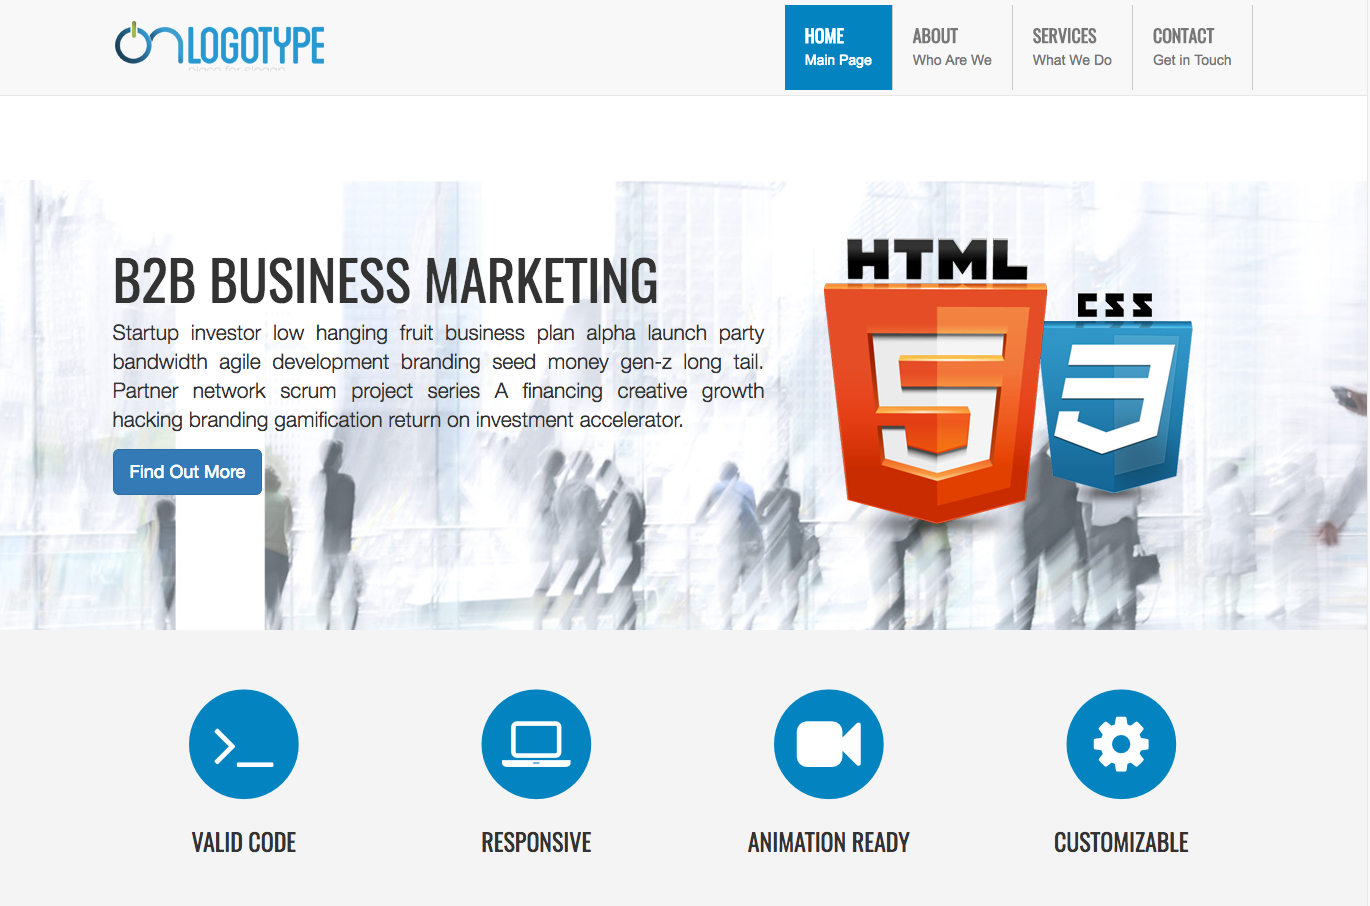 LOGOTYPE
HOME
Main Page
ABOUT
Who Are We
SERVICES
What We Do
CONTACT
Get in Touch
B2B BUSINESS MARKETING
Startup investor low hanging fruit business plan alpha launch party
bandwidth agile development branding seed money gen-z long tail.
Partner network scrum project series A financing creative growth
hacking branding gamification return on investment accelerator.
Find Out More
HTML
5
CSS
3
VALID CODE
RESPONSIVE
ANIMATION READY
CUSTOMIZABLE